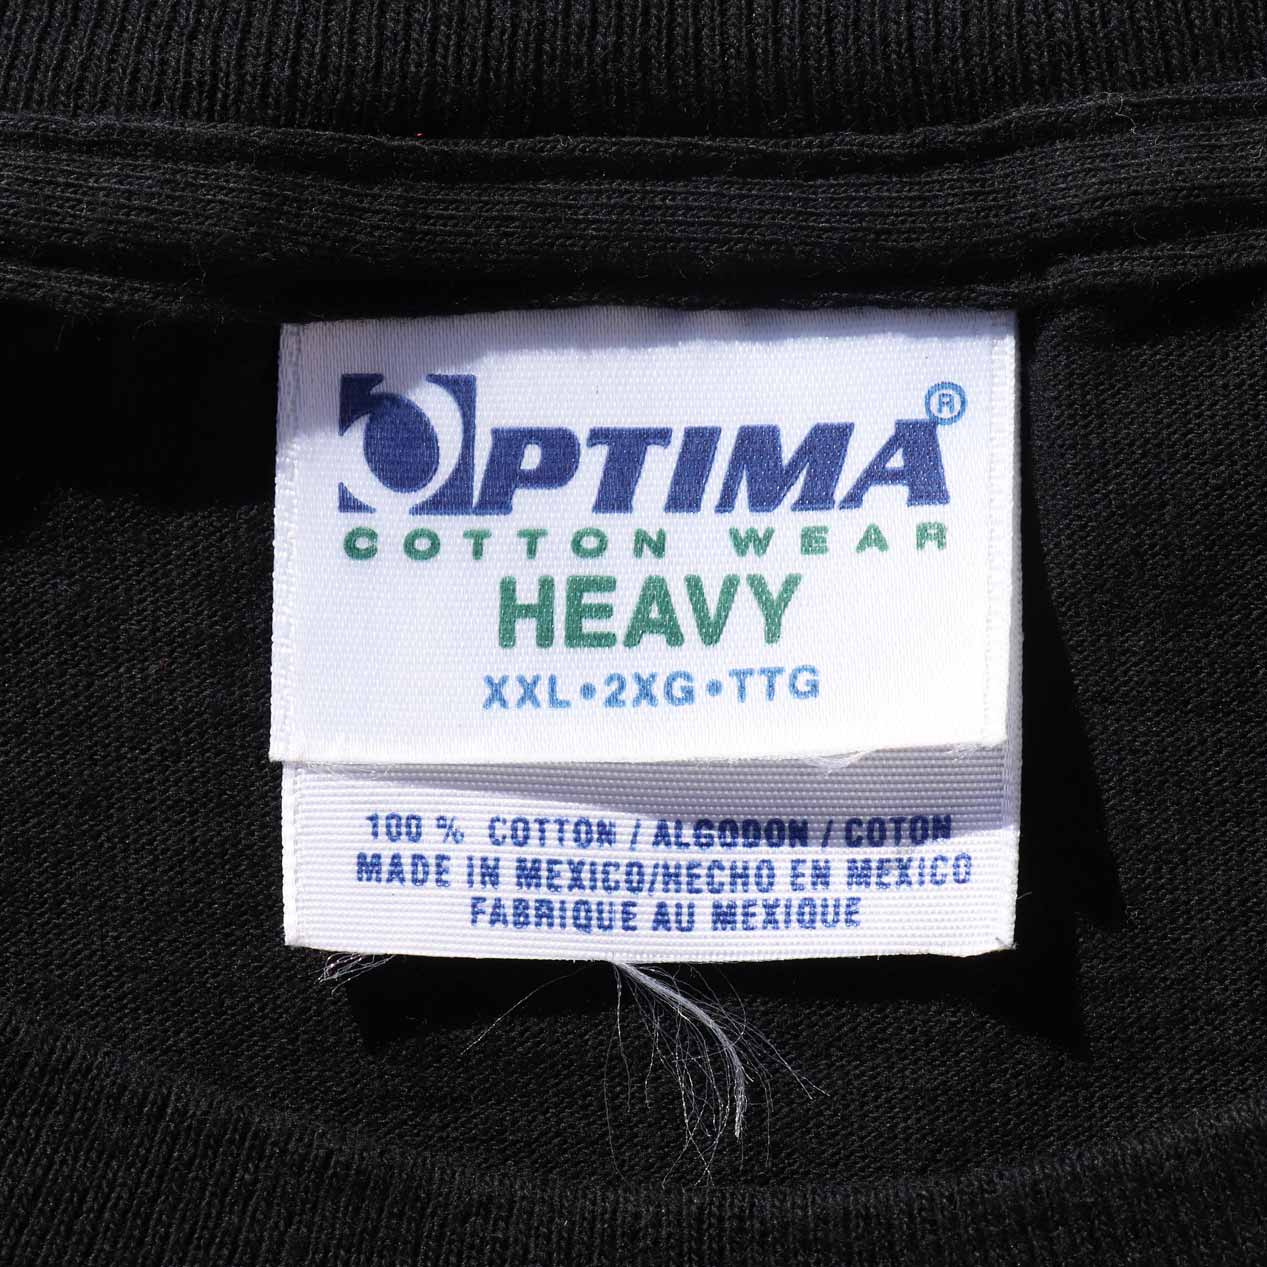 OPTIMA®
COTTON WEAR
HEAVY
XXL•2XG•TTG
100 % COTTON / ALGODON / COTON
MADE IN MEXICO/HECHO EN MEXICO
FABRIQUE AU MEXIQUE